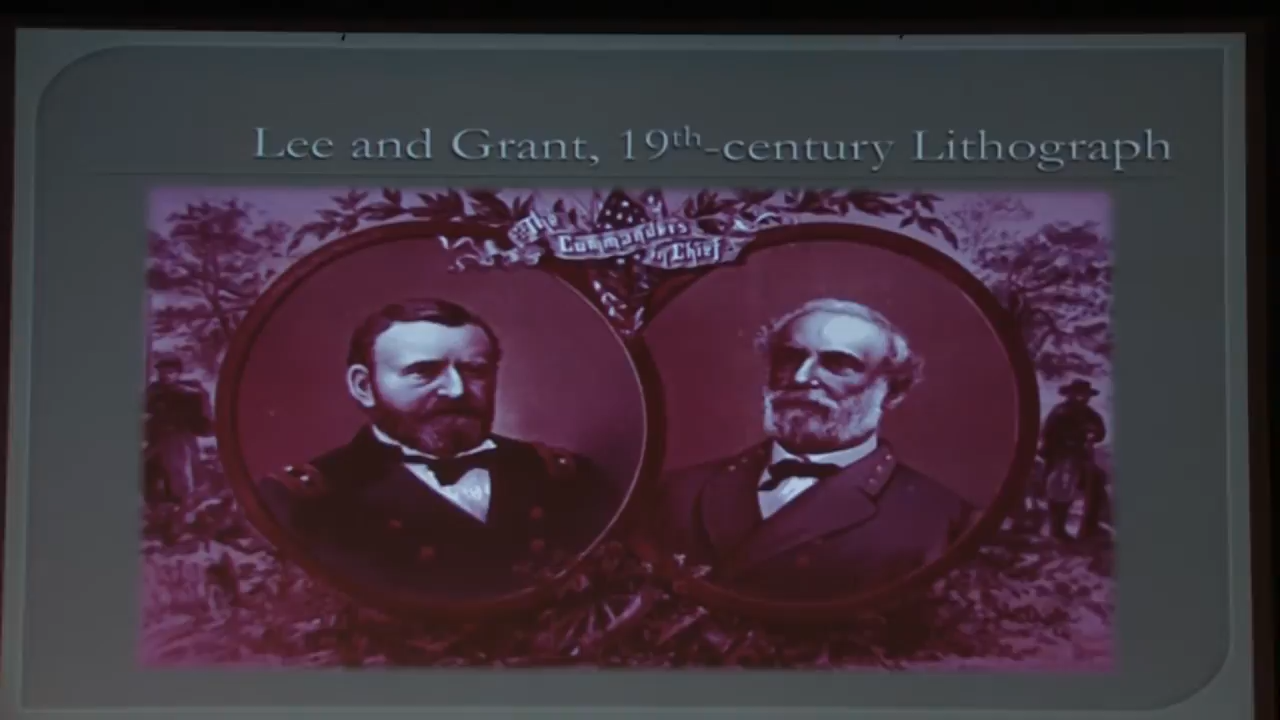 Lee and Grant, 19th-century Lithograph
The
Commanders
in Chief